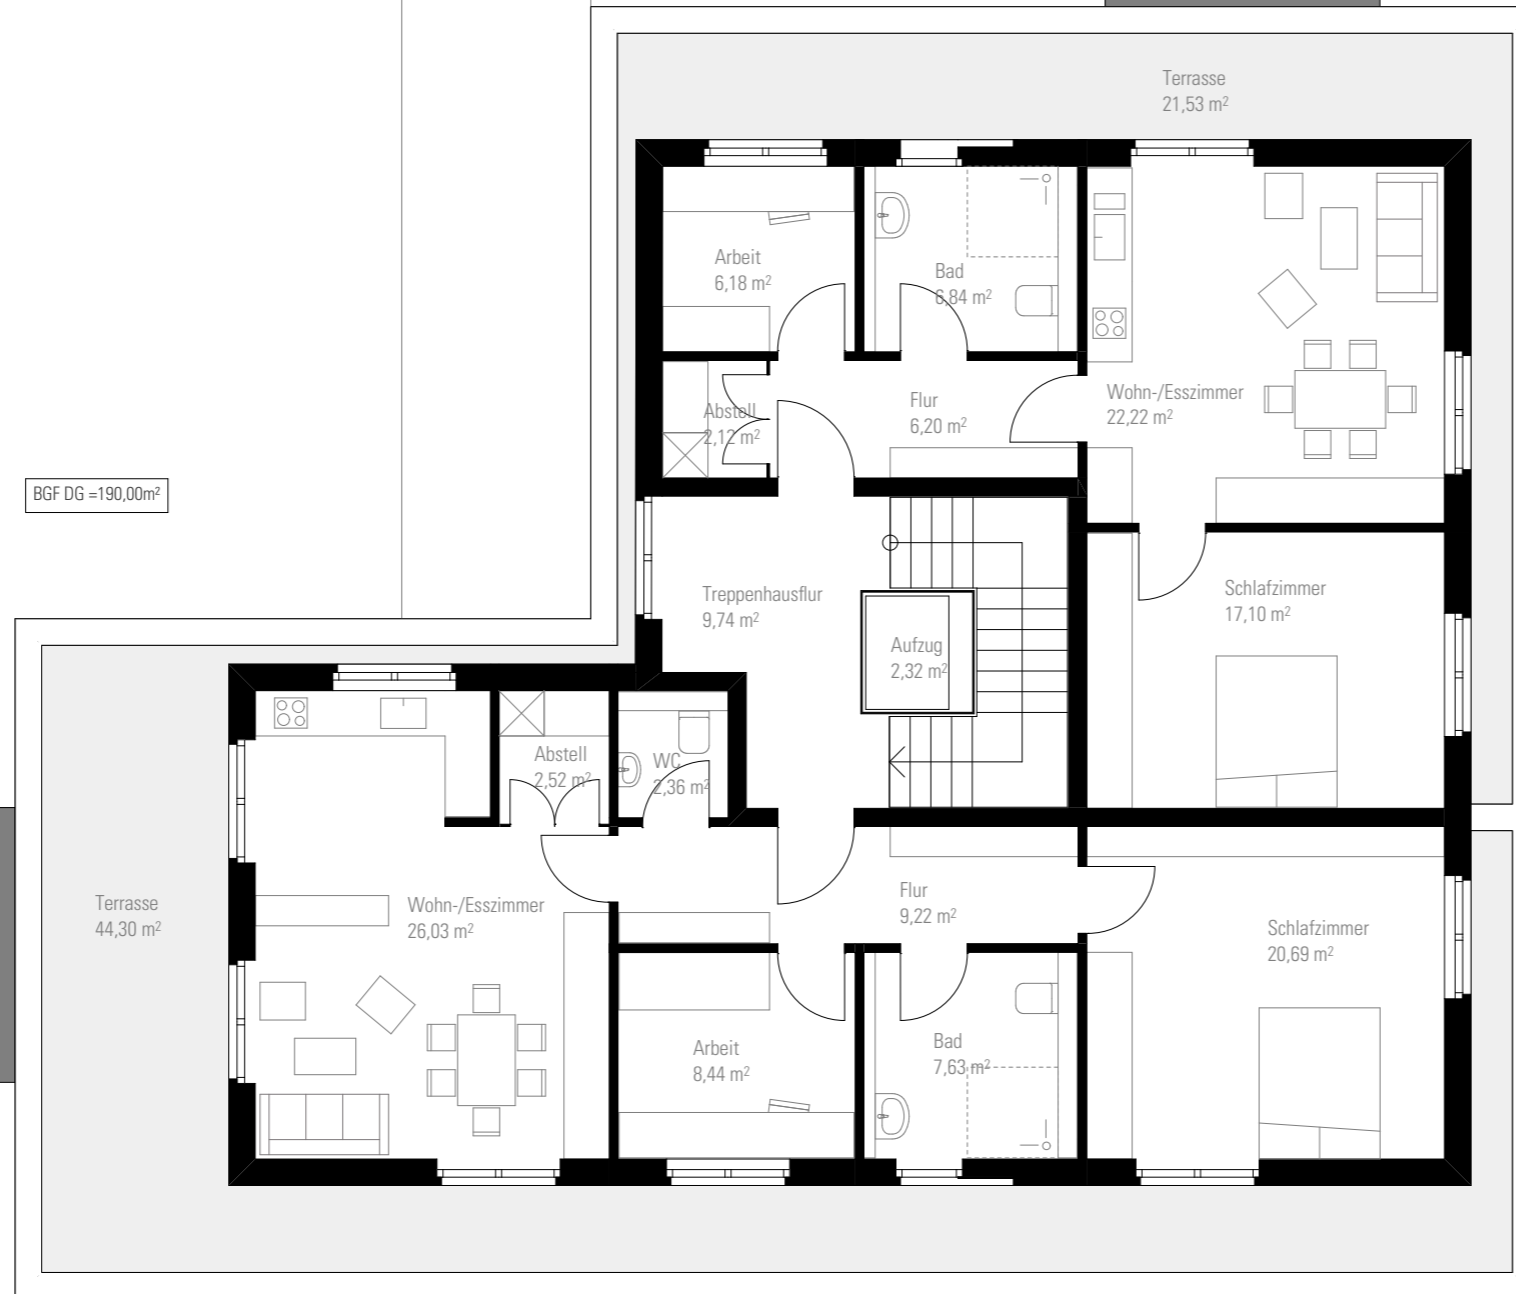 Terrasse
21,53 m²
Arbeit
6,18 m²
Bad
6,84 m²
Abstell
2,12 m²
Flur
6,20 m²
Wohn-/Esszimmer
22,22 m²
BGF DG =190,00m²
Treppenhausflur
9,74 m²
Aufzug
2,32 m²
Schlafzimmer
17,10 m²
Abstell
2,52 m²
WC
2,36 m²
Terrasse
44,30 m²
Wohn-/Esszimmer
26,03 m²
Flur
9,22 m²
Schlafzimmer
20,69 m²
Arbeit
8,44 m²
Bad
7,63 m²